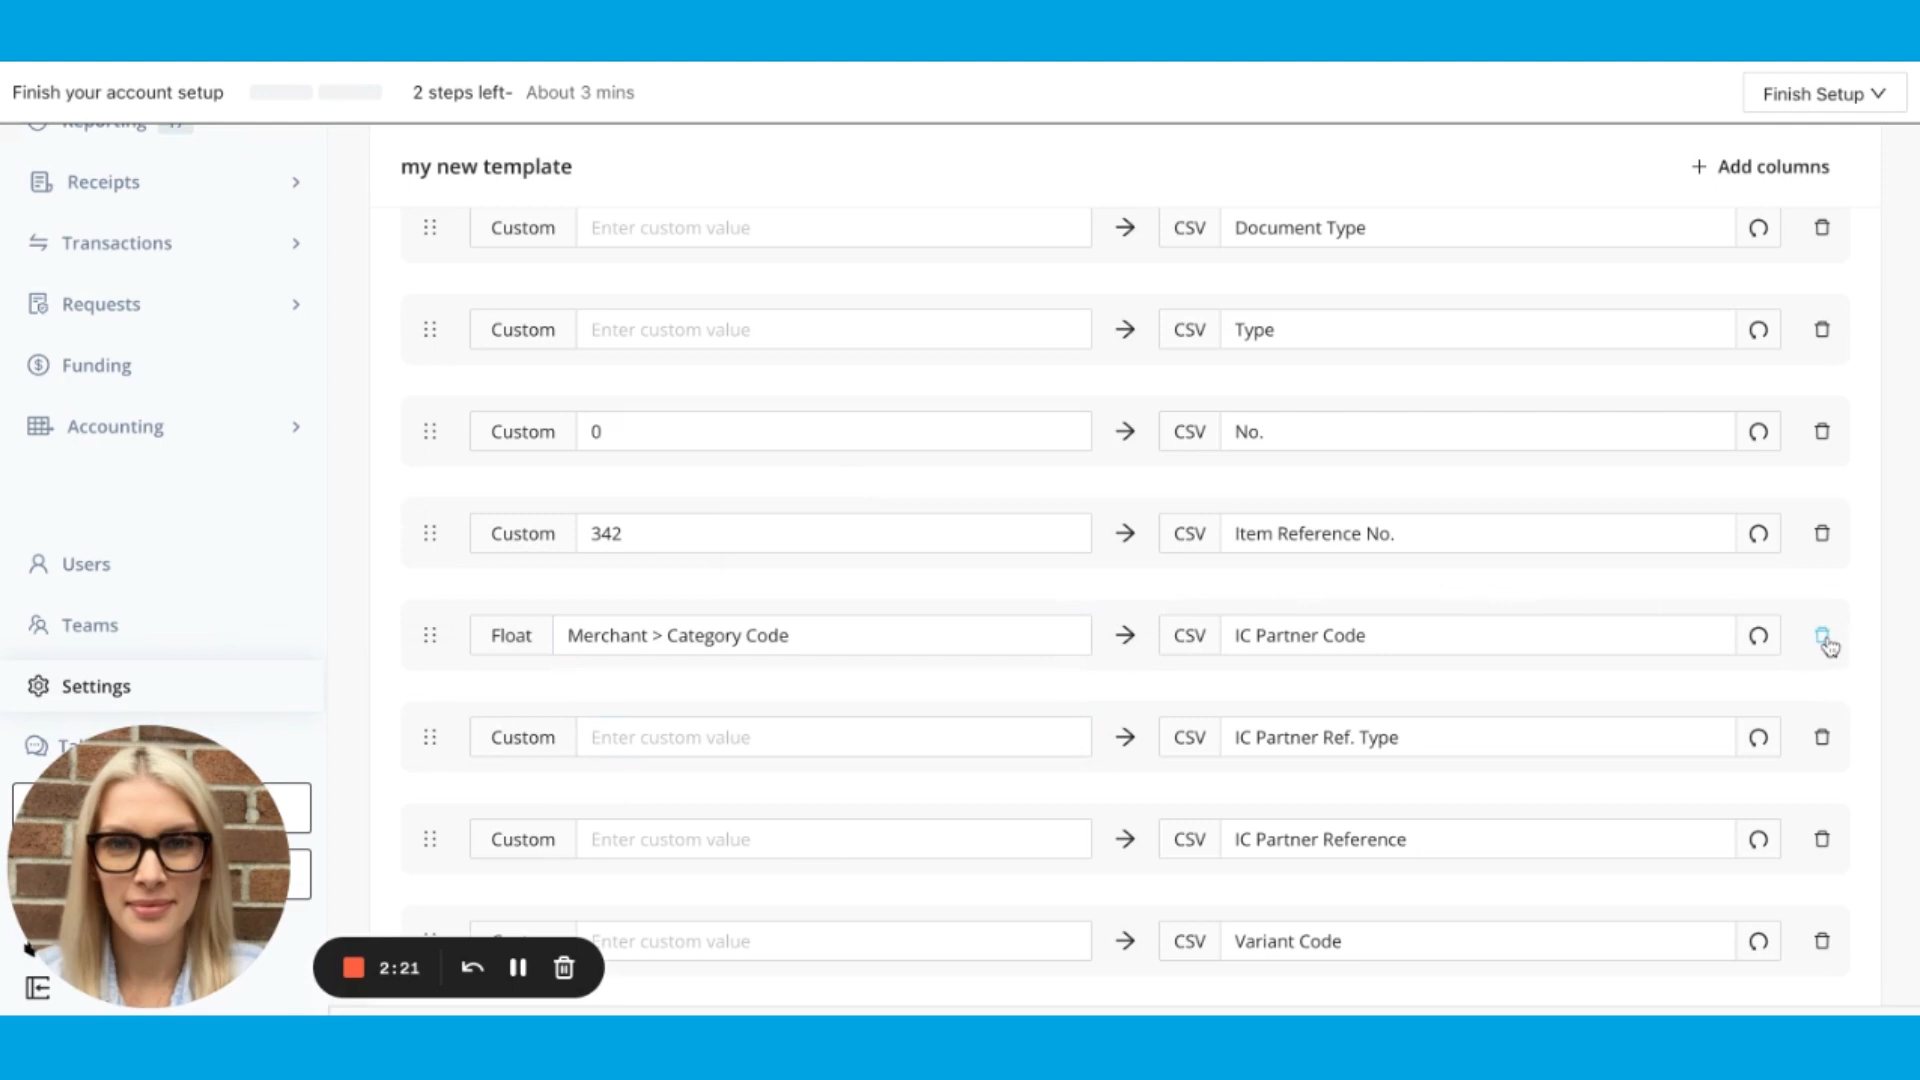 Finish your account setup
2 steps left- About 3 mins
Finish Setup
Reporting
Receipts
Transactions
Requests
Funding
Accounting
Users
Teams
Settings
my new template
+ Add columns
Custom Enter custom value → CSV Document Type
Custom Enter custom value → CSV Type
Custom 0 → CSV No.
Custom 342 → CSV Item Reference No.
Float Merchant > Category Code → CSV IC Partner Code
Custom Enter custom value → CSV IC Partner Ref. Type
Custom Enter custom value → CSV IC Partner Reference
Enter custom value → CSV Variant Code
2:21